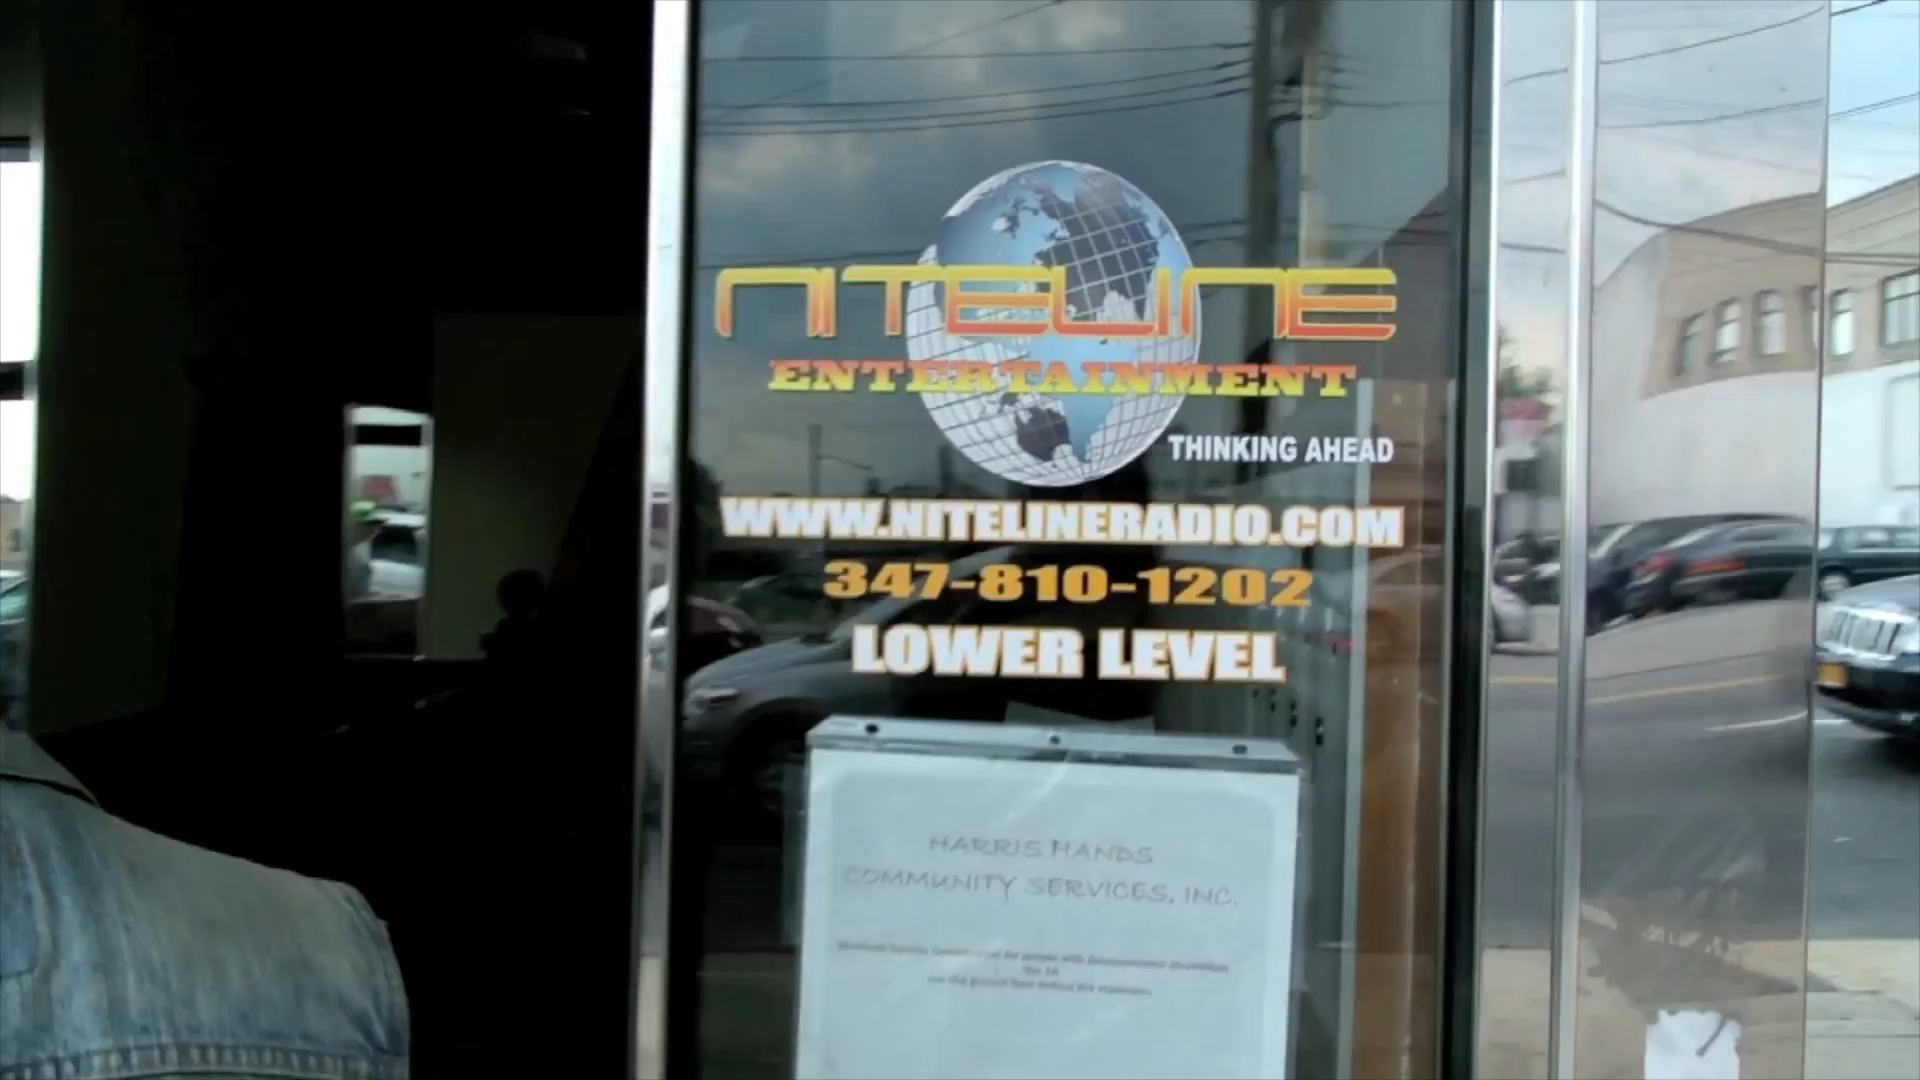 NITELINE
ENTERTAINMENT
THINKING AHEAD
WWW.NITELINERADIO.COM
347-810-1202
LOWER LEVEL
HARRIS HANDS
COMMUNITY SERVICES, INC.